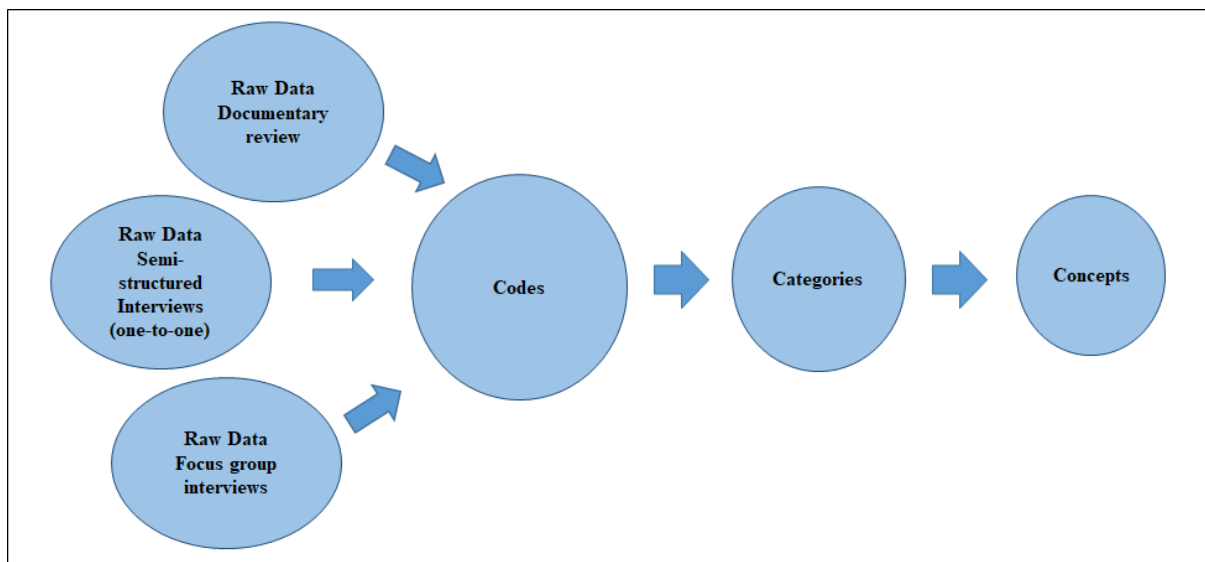 Raw Data
Documentary
review
Raw Data
Semi-
structured
Interviews
(one-to-one)
Raw Data
Focus group
interviews
Codes
Categories
Concepts